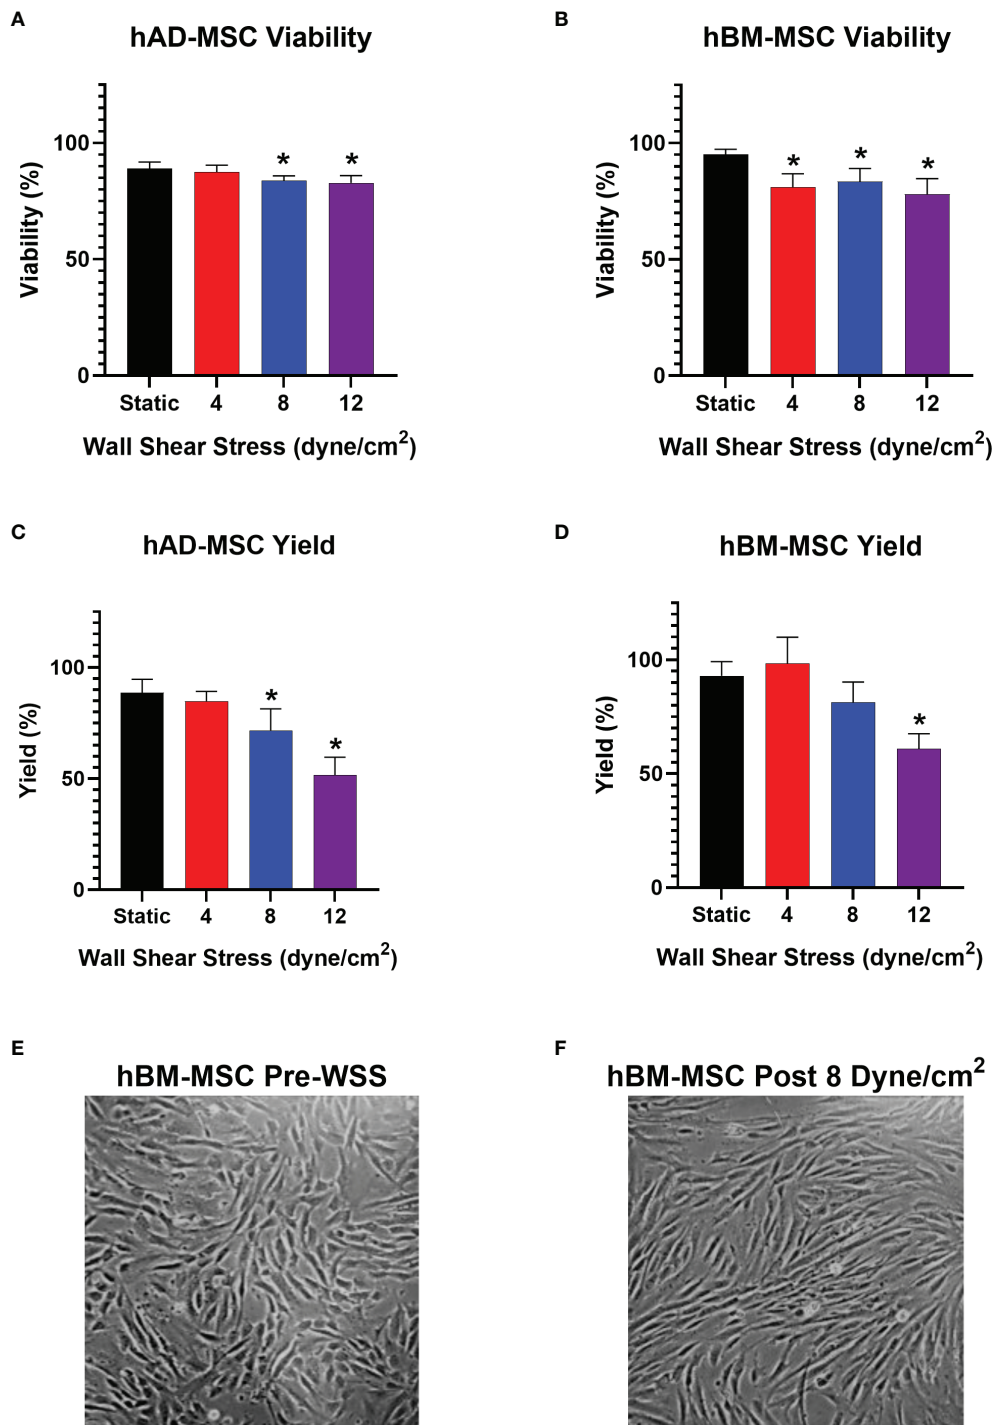 A
hAD-MSC Viability
Viability (%)
100
50
0
*
*
Static 4 8 12
Wall Shear Stress (dyne/cm²)
B
hBM-MSC Viability
Viability (%)
100
50
0
*
*
*
Static 4 8 12
Wall Shear Stress (dyne/cm²)
C
hAD-MSC Yield
Yield (%)
100
50
0
*
*
Static 4 8 12
Wall Shear Stress (dyne/cm²)
D
hBM-MSC Yield
Yield (%)
100
50
0
*
Static 4 8 12
Wall Shear Stress (dyne/cm²)
E
hBM-MSC Pre-WSS
F
hBM-MSC Post 8 Dyne/cm²